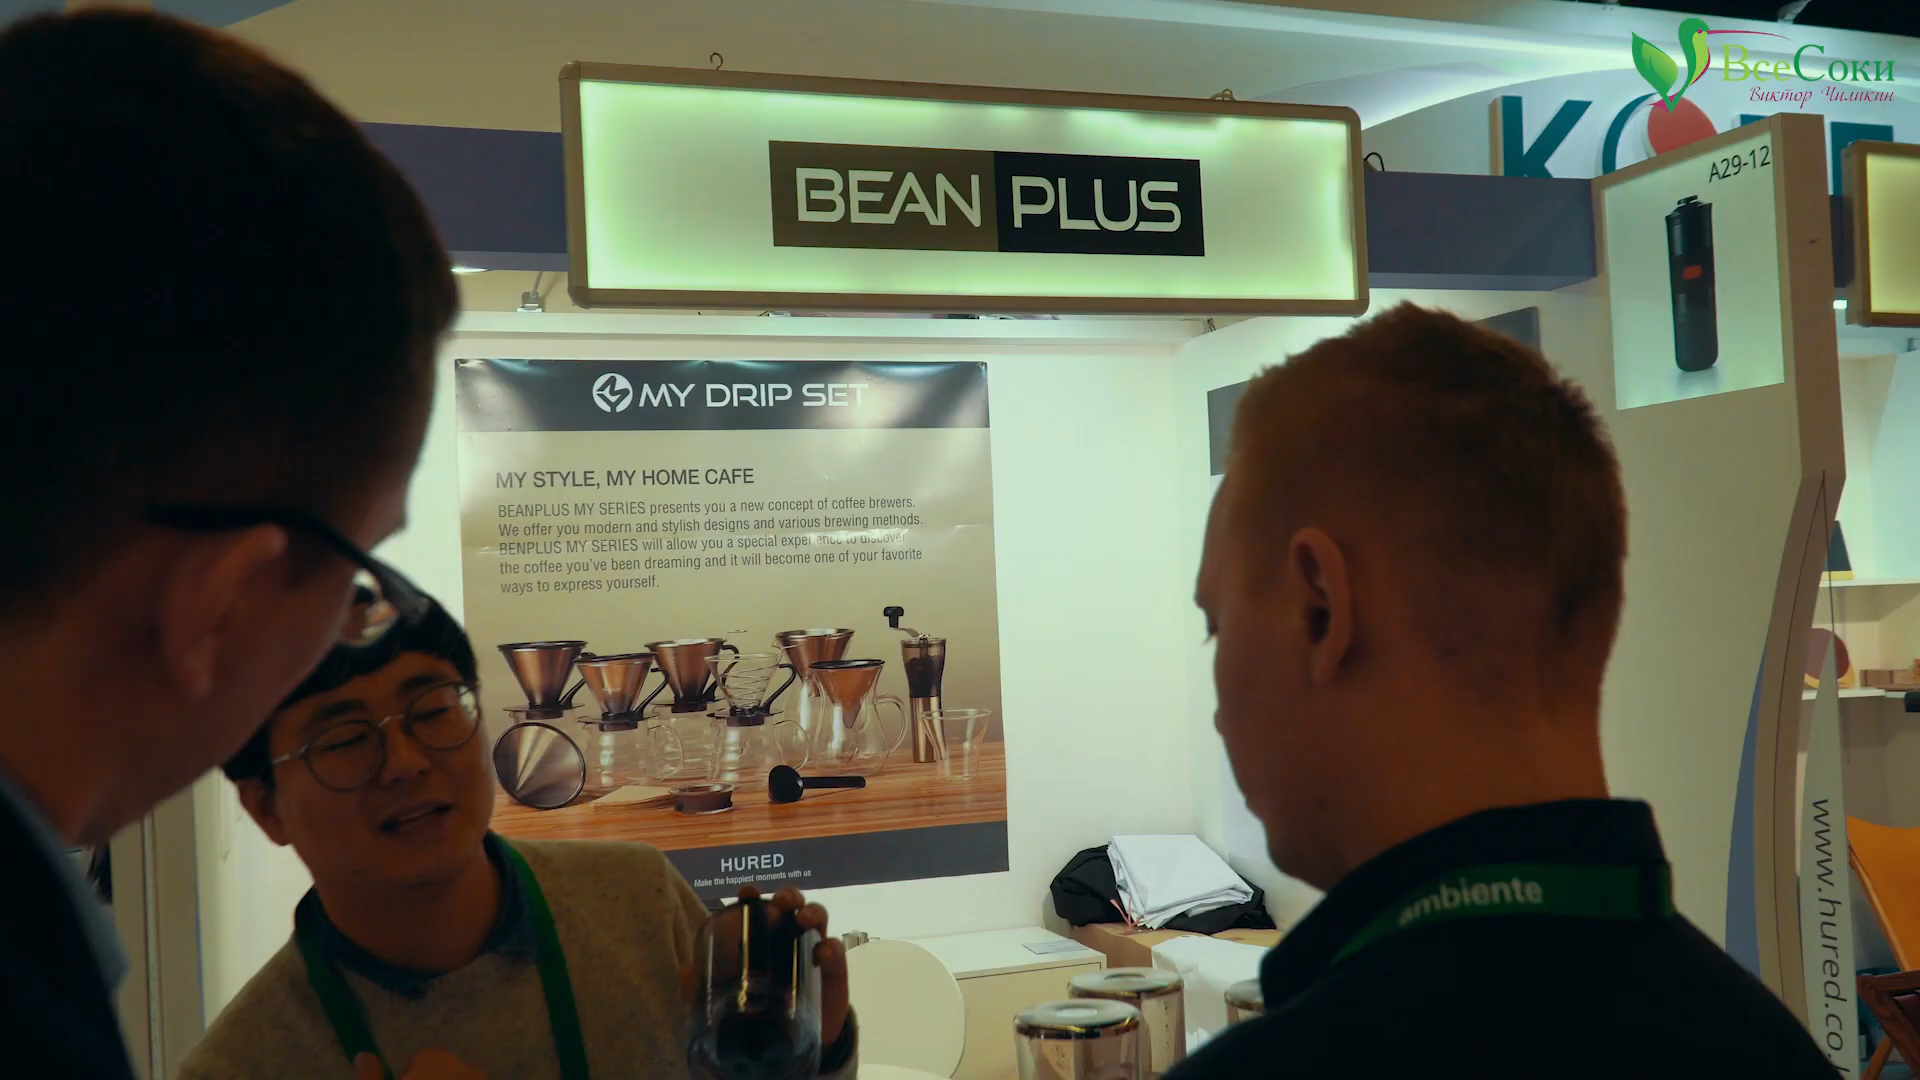 ВсеСоки
Виктор Чиликин
BEAN PLUS
A29-12
MY DRIP SET
MY STYLE, MY HOME CAFE
BEANPLUS MY SERIES presents you a new concept of coffee brewers.
We offer you modern and stylish designs and various brewing methods.
BENPLUS MY SERIES will allow you a special experience to discover
the coffee you've been dreaming and it will become one of your favorite
ways to express yourself.
HURED
Make the happiest moments with us
ambiente
www.hured.co.